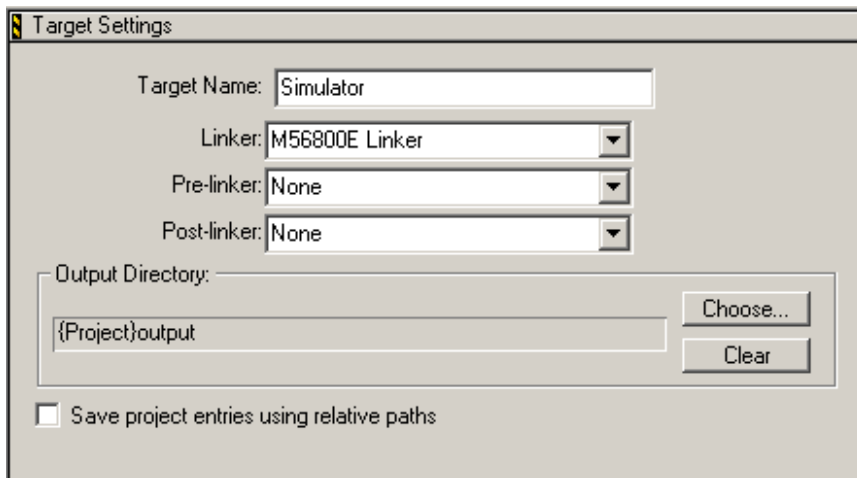 Target Settings
Target Name: Simulator
Linker: M56800E Linker
Pre-linker: None
Post-linker: None
Output Directory:
{Project}output
Choose...
Clear
Save project entries using relative paths